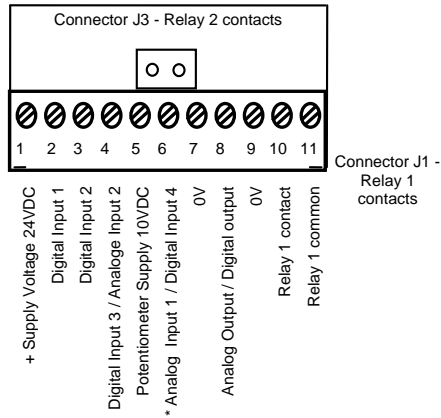 Connector J3 - Relay 2 contacts
1 2 3 4 5 6 7 8 9 10 11
Connector J1 -
Relay 1
contacts
+ Supply Voltage 24VDC
Digital Input 1
Digital Input 2
Digital Input 3 / Analoge Input 2
Potentiometer Supply 10VDC
* Analog Input 1 / Digital Input 4
0V
Analog Output / Digital output
0V
Relay 1 contact
Relay 1 common